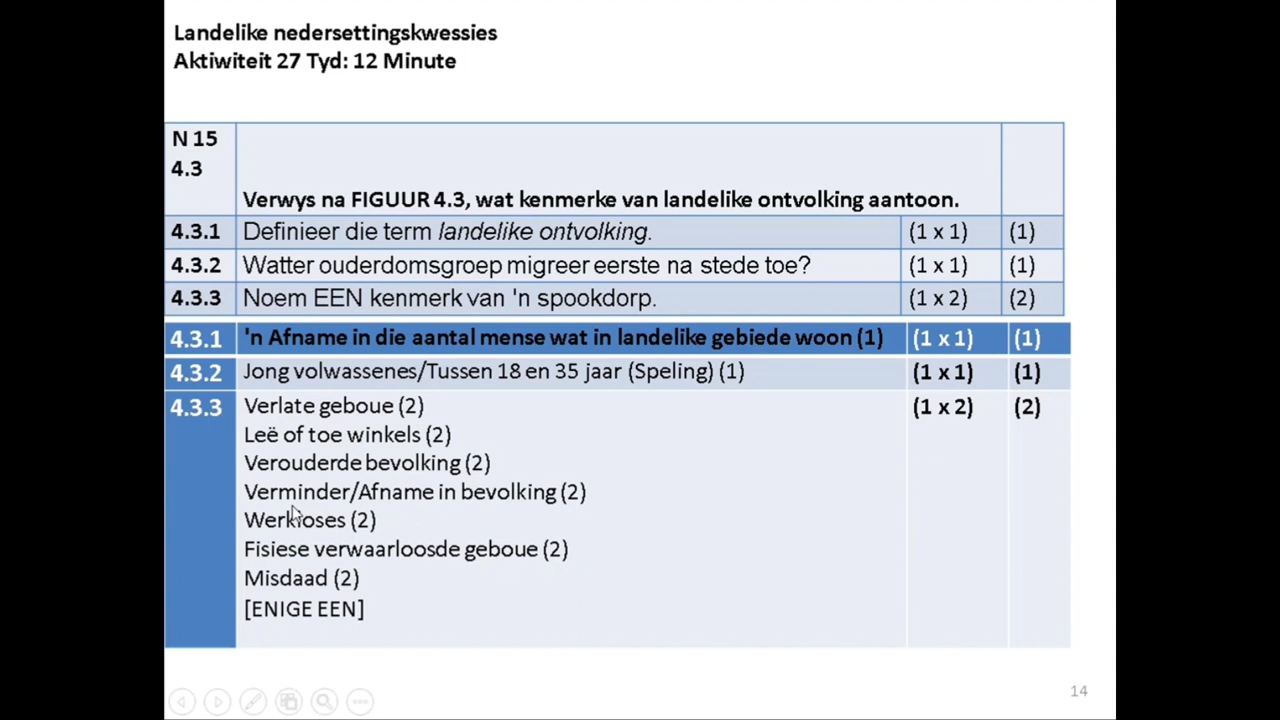 Landelike nedersettingskwessies
Aktiwiteit 27 Tyd: 12 Minute
N 15
4.3
Verwys na FIGUUR 4.3, wat kenmerke van landelike ontvolking aantoon.
4.3.1 Definieer die term landelike ontvolking. (1 x 1) (1)
4.3.2 Watter ouderdomsgroep migreer eerste na stede toe? (1 x 1) (1)
4.3.3 Noem EEN kenmerk van 'n spookdorp. (1 x 2) (2)
4.3.1 'n Afname in die aantal mense wat in landelike gebiede woon (1) (1 x 1) (1)
4.3.2 Jong volwassenes/Tussen 18 en 35 jaar (Speling) (1) (1 x 1) (1)
4.3.3 Verlate geboue (2) (1 x 2) (2)
Leë of toe winkels (2)
Verouderde bevolking (2)
Verminder/Afname in bevolking (2)
Werkloses (2)
Fisiese verwaarloosde geboue (2)
Misdaad (2)
[ENIGE EEN]
14